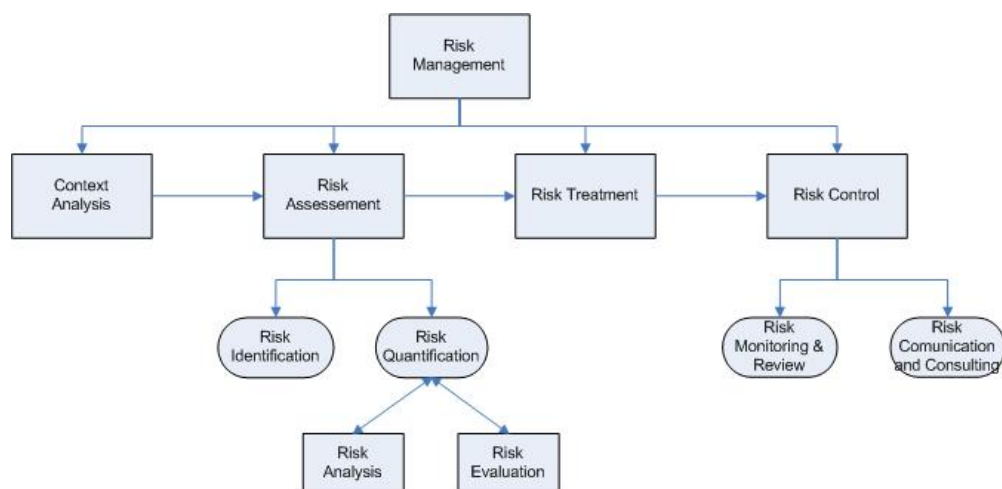 Risk
Management
Context
Analysis
Risk
Assessement
Risk Treatment
Risk Control
Risk
Identification
Risk
Quantification
Risk
Monitoring &
Review
Risk
Comunication
and Consulting
Risk
Analysis
Risk
Evaluation